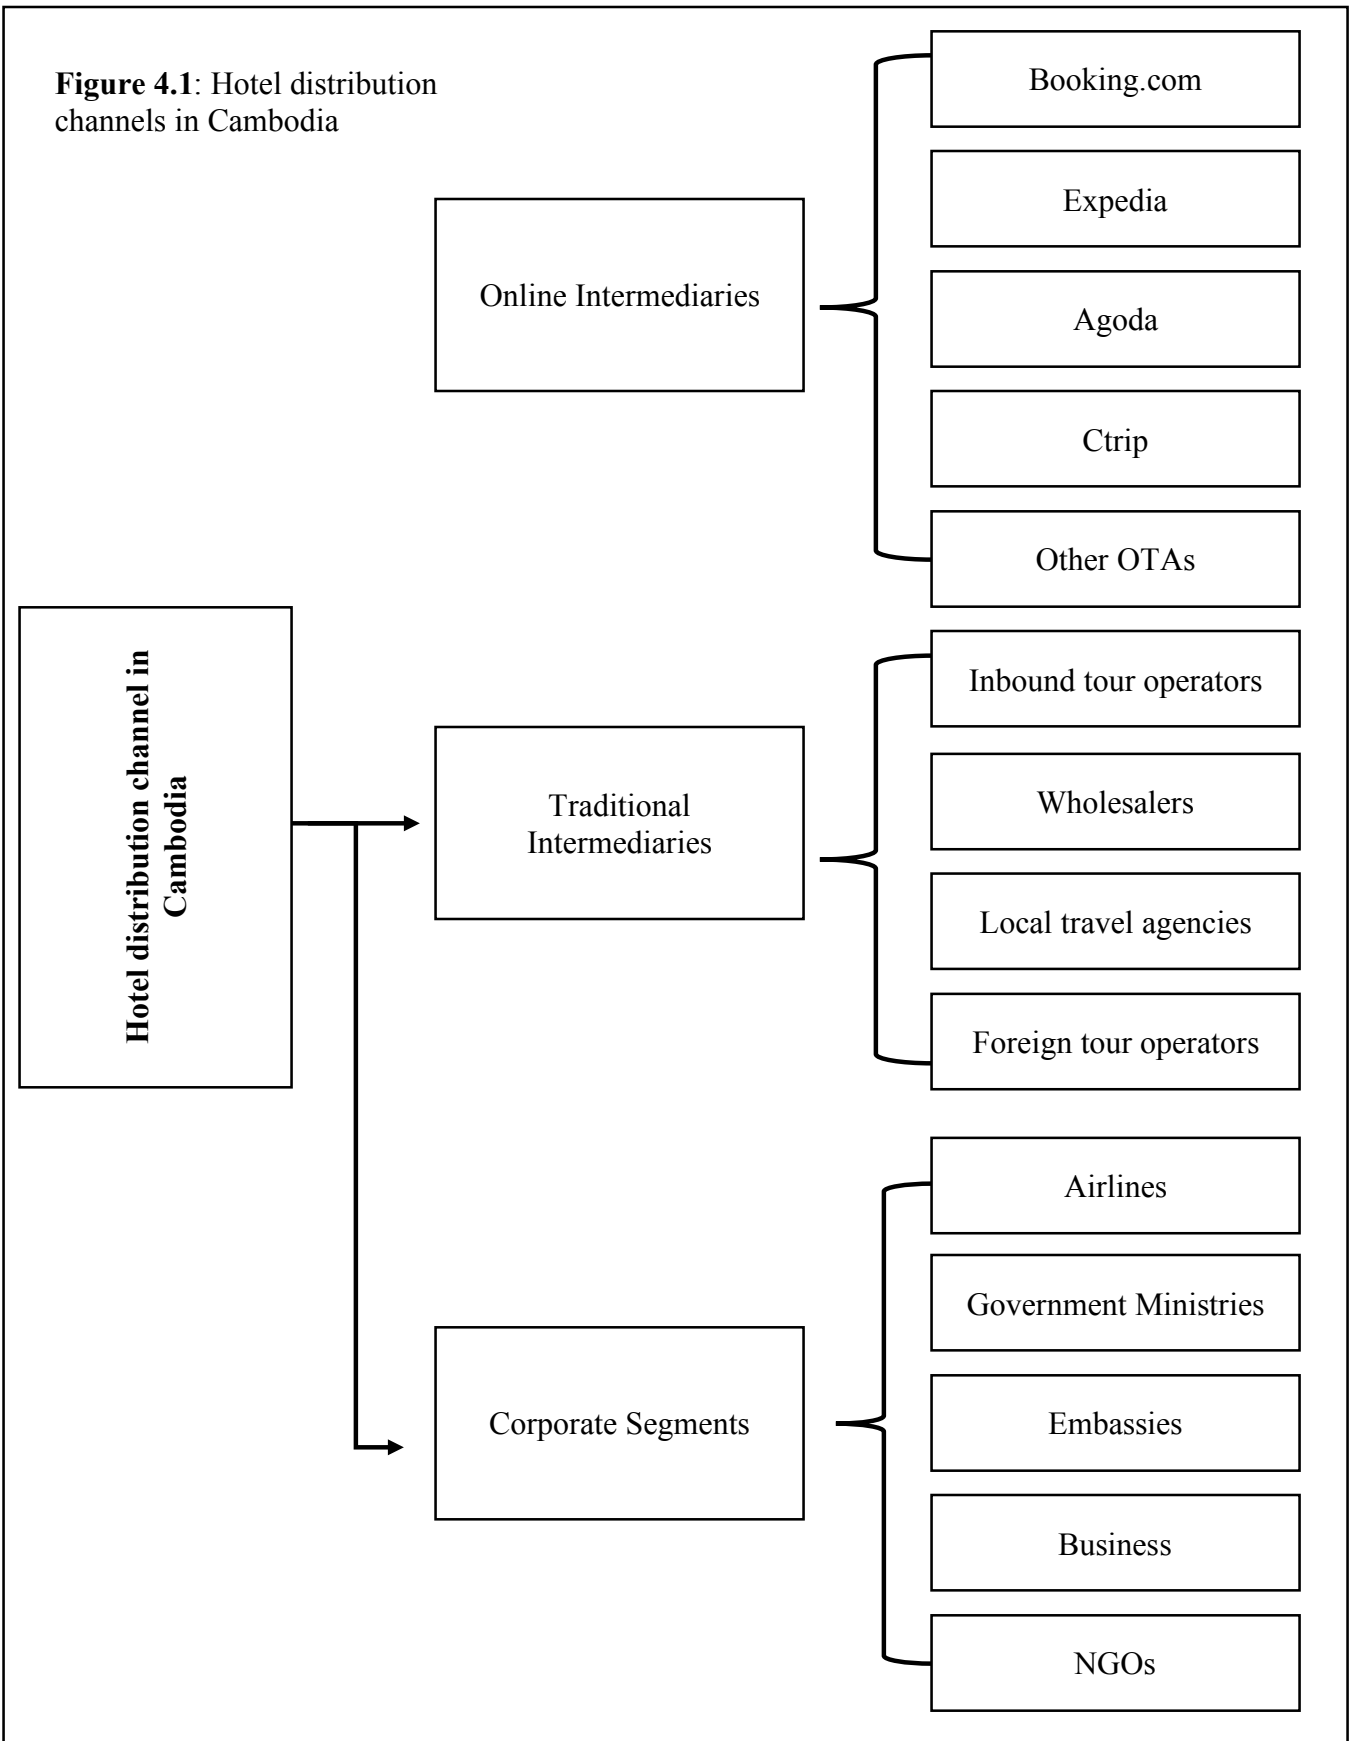 Figure 4.1: Hotel distribution
channels in Cambodia
Booking.com
Expedia
Online Intermediaries
Agoda
Ctrip
Other OTAs
Hotel distribution channel in
Cambodia
Inbound tour operators
Traditional
Intermediaries
Wholesalers
Local travel agencies
Foreign tour operators
Airlines
Government Ministries
Corporate Segments
Embassies
Business
NGOs